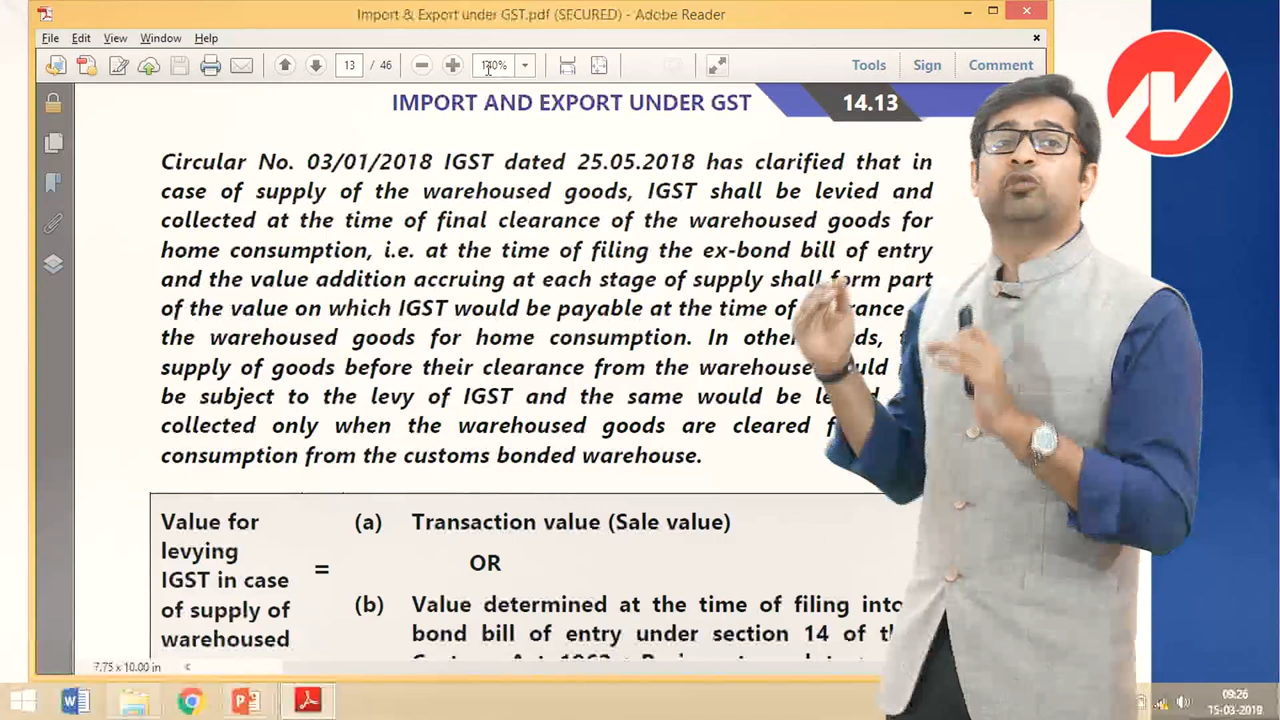 Import & Export under GST.pdf (SECURED) - Adobe Reader
File Edit View Window Help
13 / 46 140% Tools Sign Comment
IMPORT AND EXPORT UNDER GST 14.13
Circular No. 03/01/2018 IGST dated 25.05.2018 has clarified that in
case of supply of the warehoused goods, IGST shall be levied and
collected at the time of final clearance of the warehoused goods for
home consumption, i.e. at the time of filing the ex-bond bill of entry
and the value addition accruing at each stage of supply shall form part
of the value on which IGST would be payable at the time of
the warehoused goods for home consumption. In other
supply of goods before their clearance from the warehouse
be subject to the levy of IGST and the same would be
collected only when the warehoused goods are cleared
consumption from the customs bonded warehouse.
Value for
levying
IGST in case
of supply of
warehoused
=
(a) Transaction value (Sale value)
OR
(b) Value determined at the time of filing into
bond bill of entry under section 14 of
7.75 x 10.00 in
N
09:26
15-03-2019